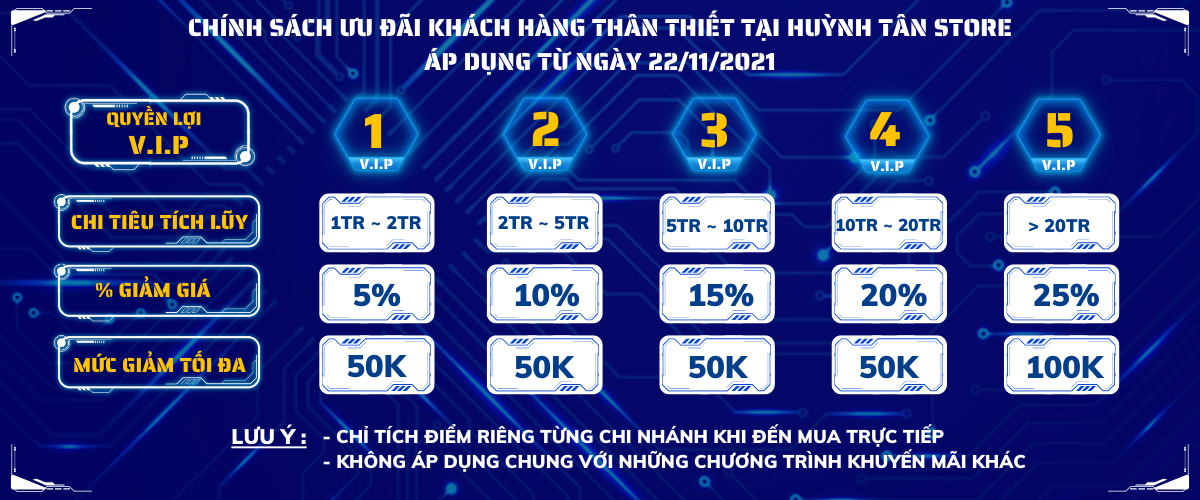 CHÍNH SÁCH ƯU ĐÃI KHÁCH HÀNG THÂN THIẾT TẠI HUỲNH TÂN STORE
ÁP DỤNG TỪ NGÀY 22/11/2021
QUYỀN LỢI
V.I.P
1
V.I.P
2
V.I.P
3
V.I.P
4
V.I.P
5
V.I.P
CHI TIÊU TÍCH LŨY
1TR ~ 2TR
2TR ~ 5TR
5TR ~ 10TR
10TR ~ 20TR
> 20TR
% GIẢM GIÁ
5%
10%
15%
20%
25%
MỨC GIẢM TỐI ĐA
50K
50K
50K
50K
100K
LƯU Ý : - CHỈ TÍCH ĐIỂM RIÊNG TỪNG CHI NHÁNH KHI ĐẾN MUA TRỰC TIẾP
- KHÔNG ÁP DỤNG CHUNG VỚI NHỮNG CHƯƠNG TRÌNH KHUYẾN MÃI KHÁC